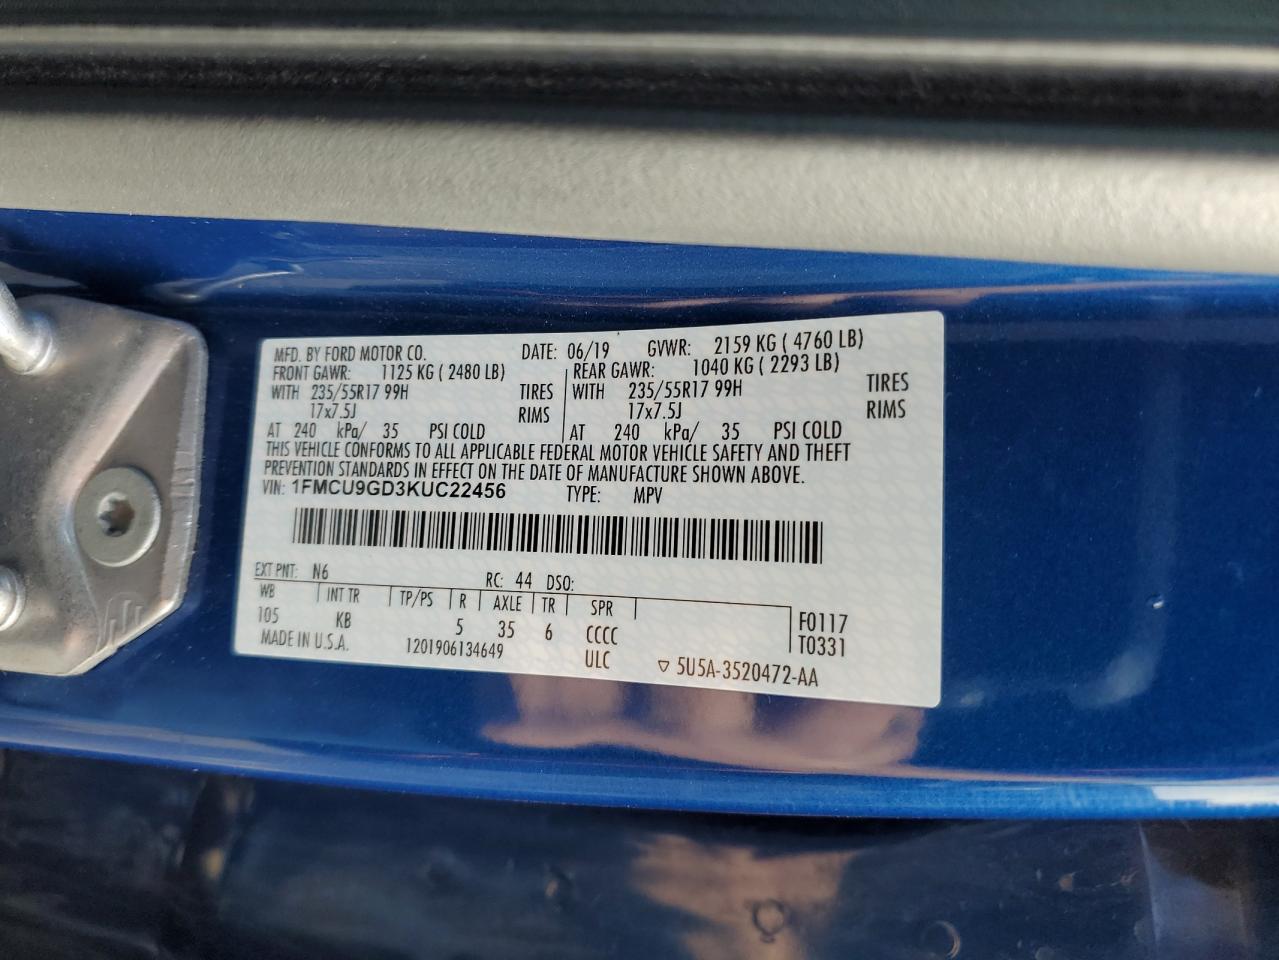 MFD. BY FORD MOTOR CO. DATE: 06/19 GVWR: 2159 KG ( 4760 LB)
FRONT GAWR: 1125 KG ( 2480 LB) REAR GAWR: 1040 KG ( 2293 LB)
WITH 235/55R17 99H TIRES WITH 235/55R17 99H TIRES
17x7.5J RIMS 17x7.5J RIMS
AT 240 kPa/ 35 PSI COLD AT 240 kPa/ 35 PSI COLD
THIS VEHICLE CONFORMS TO ALL APPLICABLE FEDERAL MOTOR VEHICLE SAFETY AND THEFT
PREVENTION STANDARDS IN EFFECT ON THE DATE OF MANUFACTURE SHOWN ABOVE.
VIN: 1FMCU9GD3KUC22456 TYPE: MPV
EXT PNT: N6 RC: 44 DSO:
WB INT TR TP/PS R AXLE TR SPR
105 KB 5 35 6 CCCC F0117
MADE IN U.S.A. 1201906134649 ULC T0331
▽ 5U5A-3520472-AA